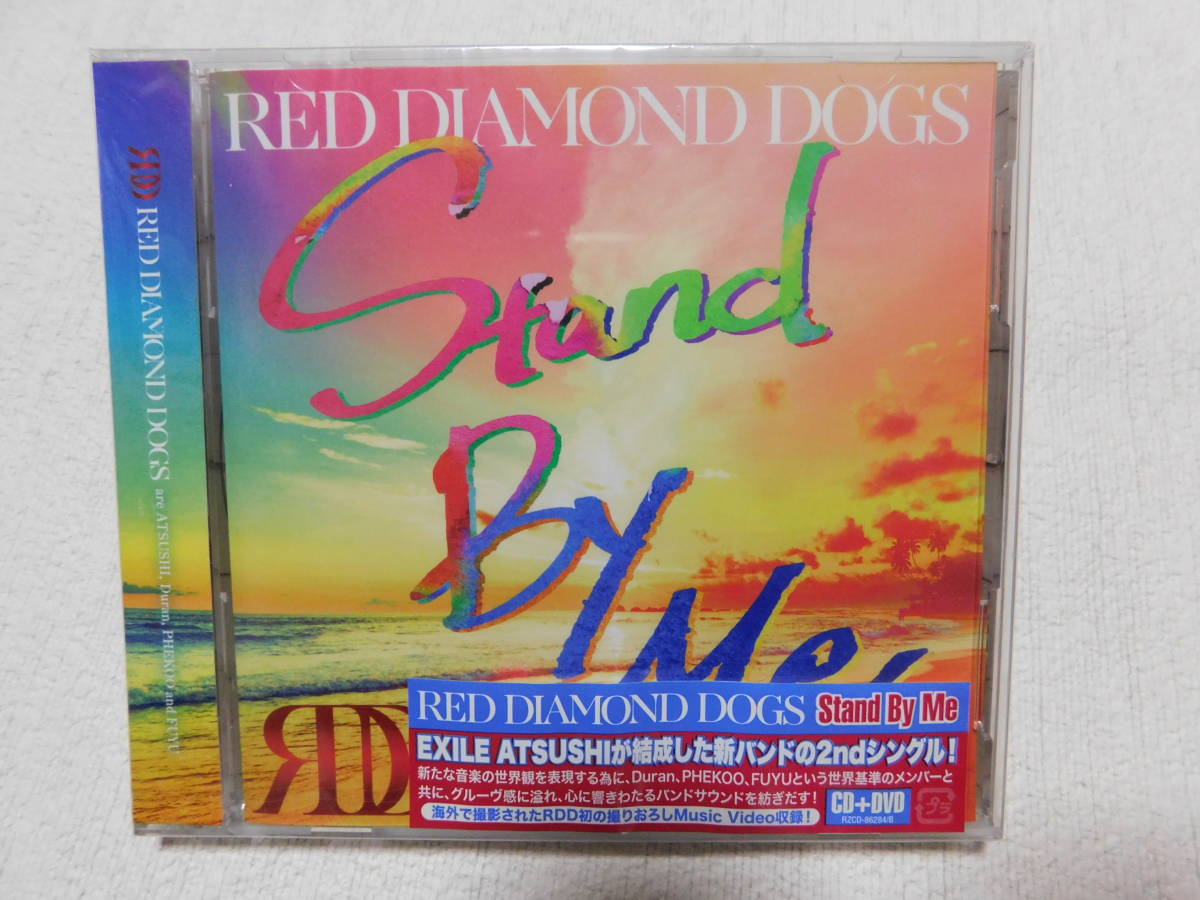 RED DIAMOND DOGS
Stand
By
Me
RDD
RDD RED DIAMOND DOGS are ATSUSHI, Duran, PHEKOO and FUYU
RED DIAMOND DOGS Stand By Me
EXILE ATSUSHIが結成した新バンドの2ndシングル!
新たな音楽の世界観を表現する為に、Duran、PHEKOO、FUYUという世界基準のメンバーと
共に、グルーヴ感に溢れ、心に響きわたるバンドサウンドを紡ぎだす!
海外で撮影されたRDD初の撮りおろしMusic Video収録!
CD+DVD
RZCD-86284/B
プラ